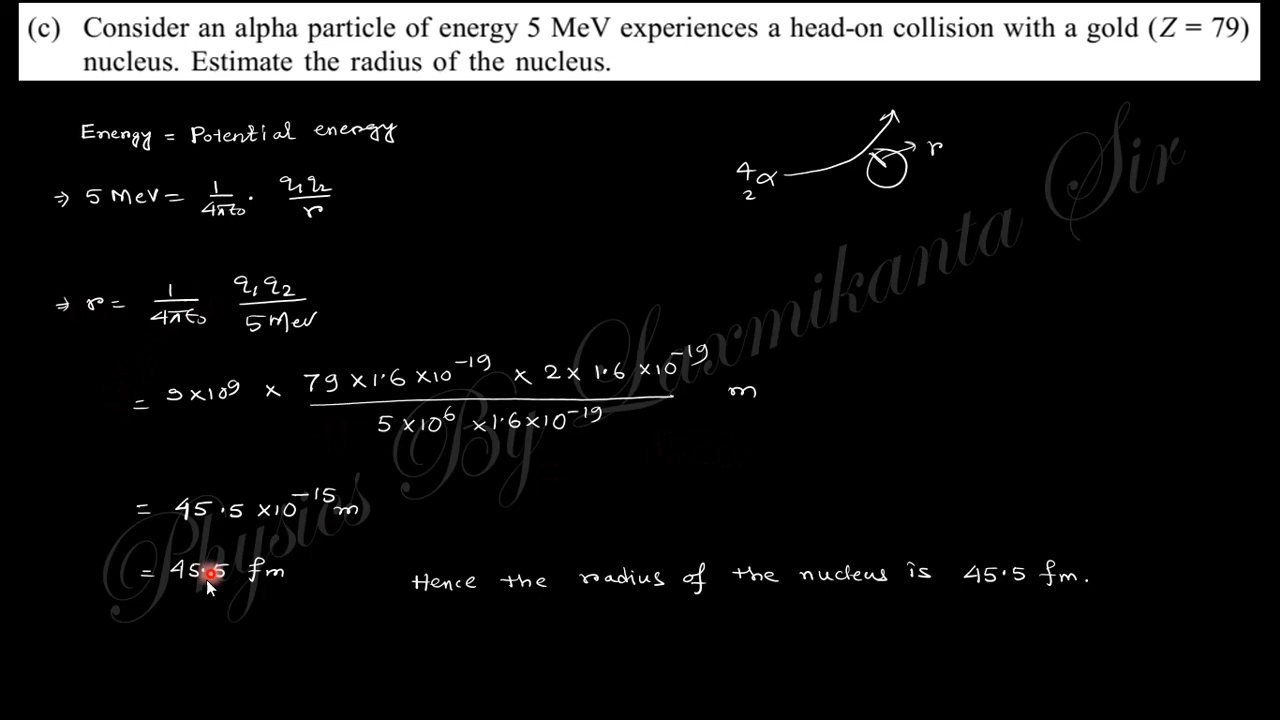 (c) Consider an alpha particle of energy 5 MeV experiences a head-on collision with a gold (Z = 79)
nucleus. Estimate the radius of the nucleus.
Energy = Potential energy
⇒ 5 MeV = 1/4πε₀ · q₁q₂/r
⁴₂α
r
⇒ r = 1/4πε₀ q₁q₂/5 MeV
= 9×10⁹ × 79×1.6×10⁻¹⁹ × 2×1.6×10⁻¹⁹/5×10⁶ ×1.6×10⁻¹⁹ m
= 45.5 ×10⁻¹⁵ m
= 45.5 fm
Hence the radius of the nucleus is 45.5 fm.
Physics By Laxmikanta Sir